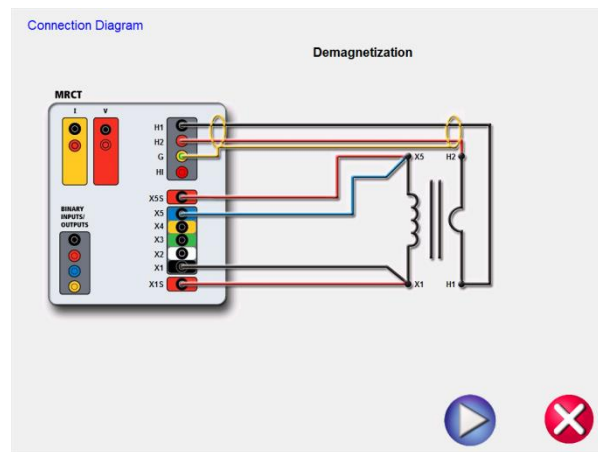 Connection Diagram
Demagnetization
MRCT
I V
H1
H2
G
HI
X5S
X5
X4
X3
X2
X1
X1S
BINARY
INPUTS/
OUTPUTS
X5 H2
X1 H1